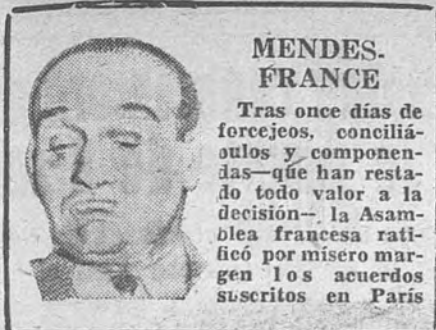 MENDES-
FRANCE
Tras once días de
forcejeos, conciliá-
bulos y componen-
das—que han resta-
do todo valor a la
decisión—, la Asam-
blea francesa rati-
ficó por mísero mar-
gen los acuerdos
suscritos en París